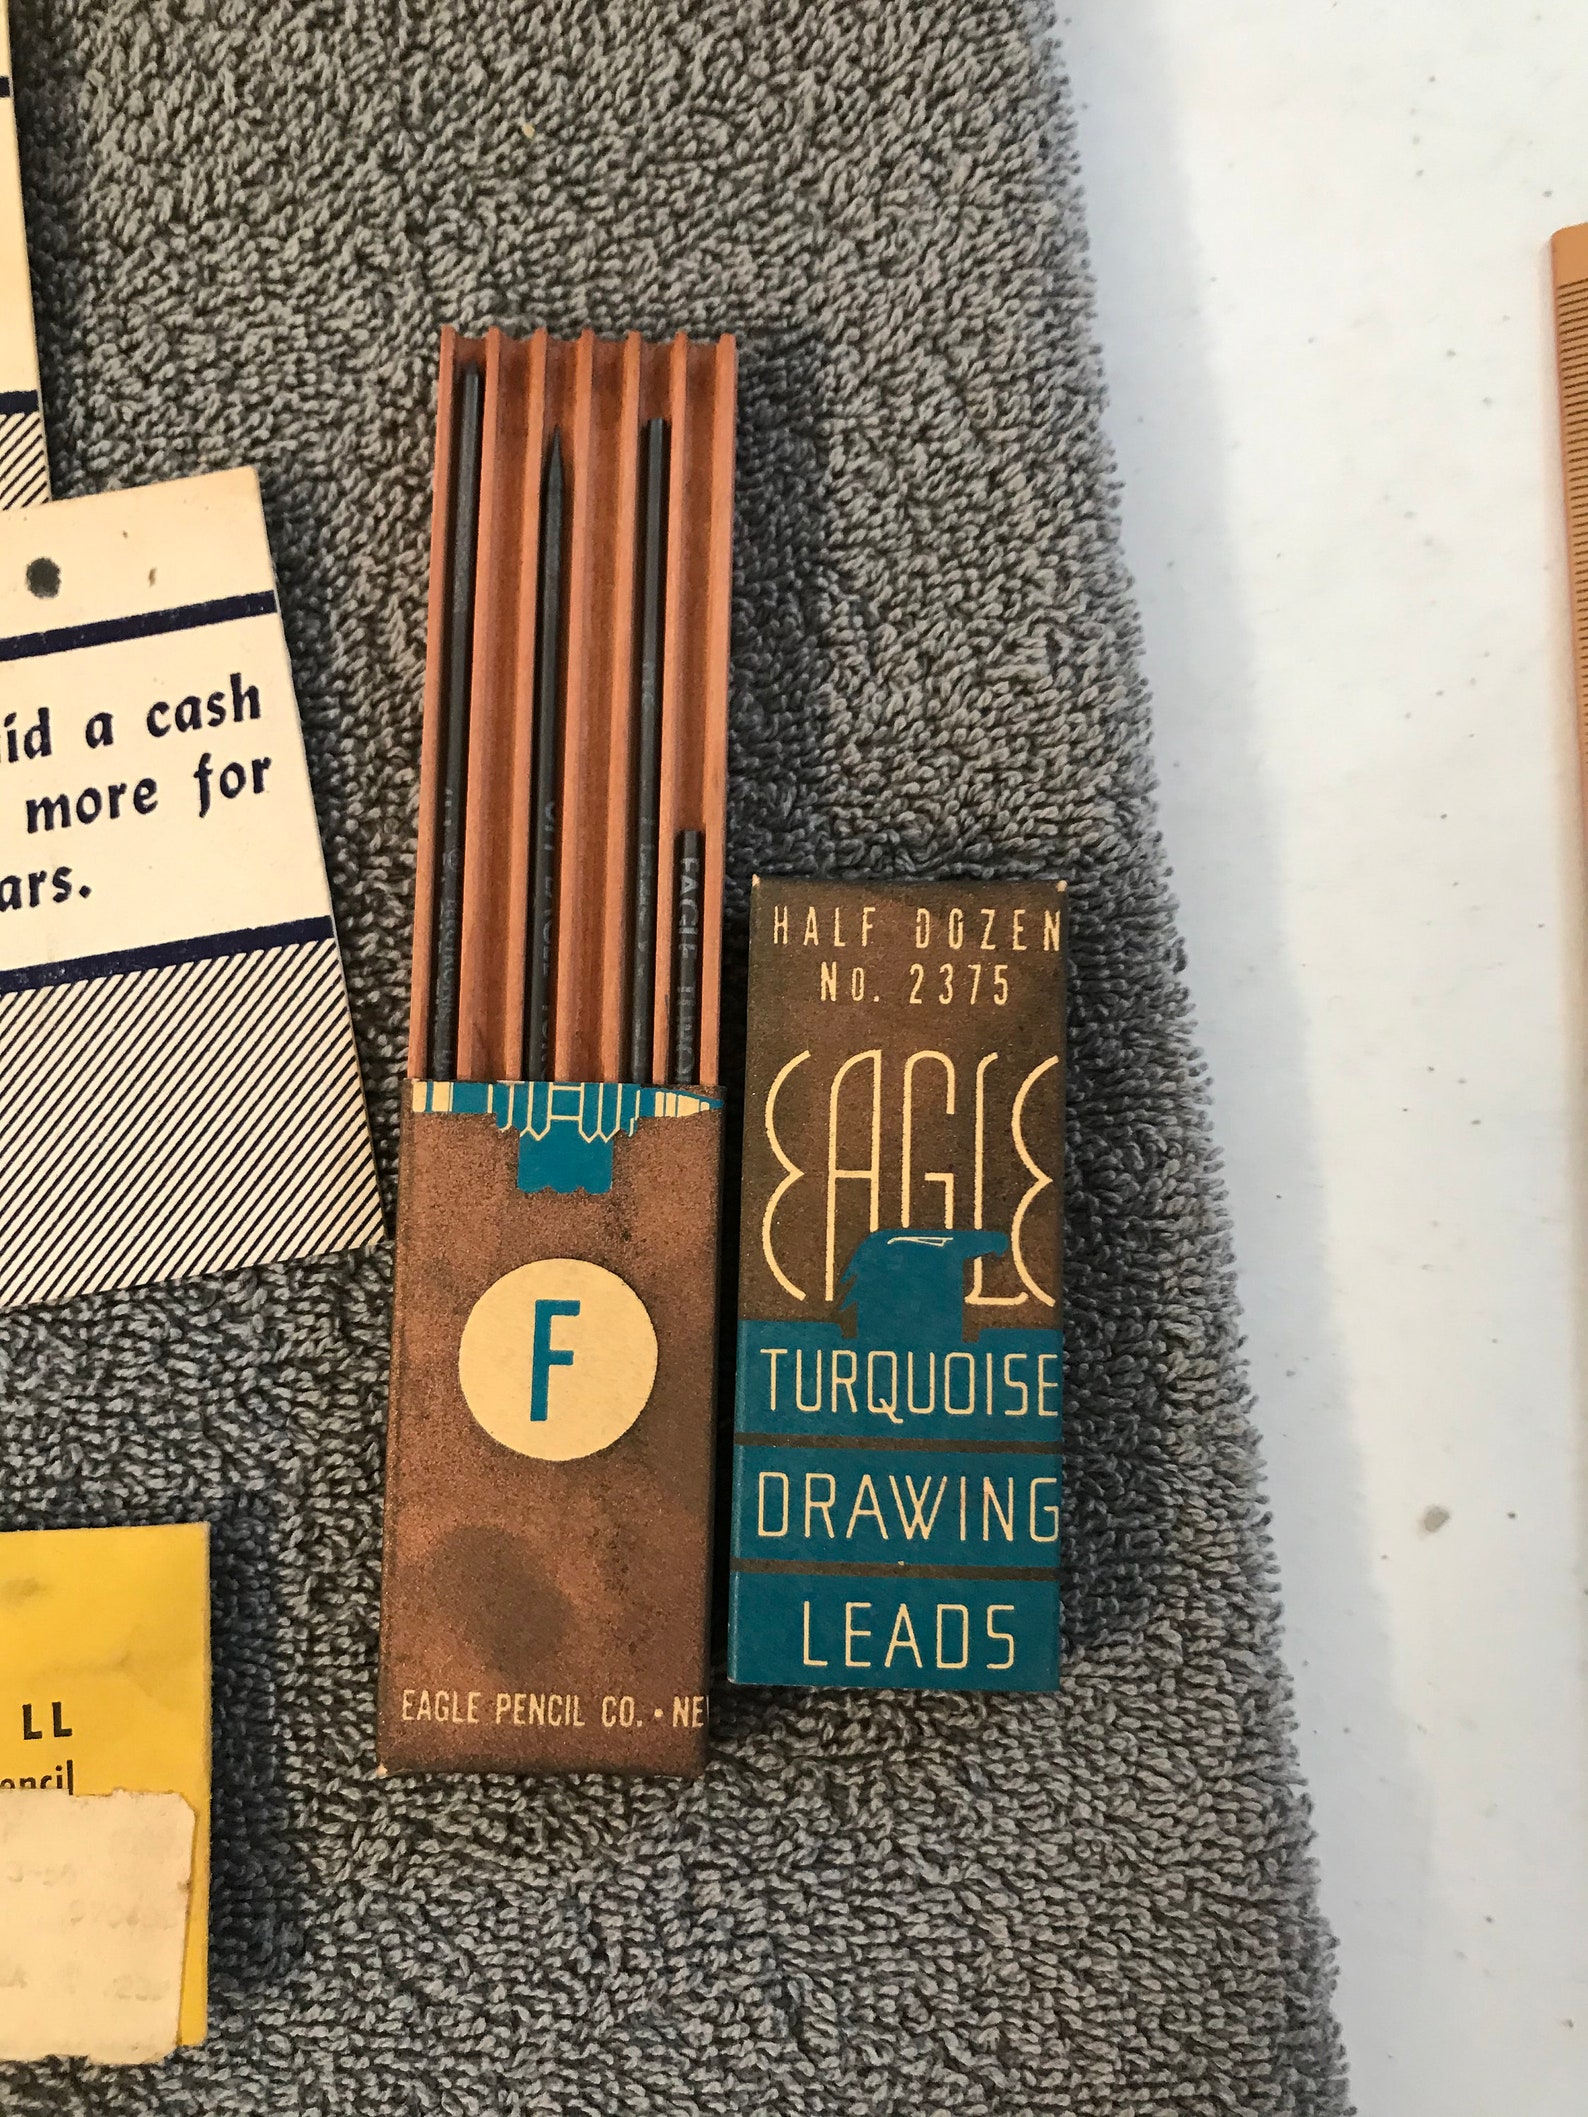 id a cash
more for
ars.
EAGLE
HALF DOZEN
No. 2375
EAGLE
TURQUOISE
DRAWING
LEADS
F
EAGLE PENCIL CO. • NE
LL
encil